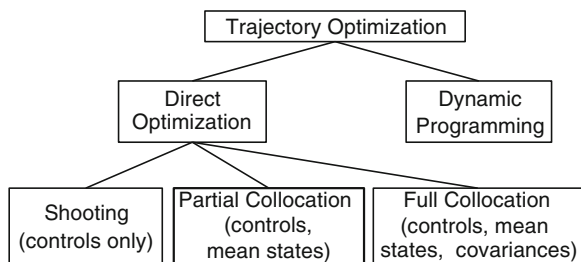 Trajectory Optimization
Direct
Optimization
Dynamic
Programming
Shooting
(controls only)
Partial Collocation
(controls,
mean states)
Full Collocation
(controls, mean
states, covariances)